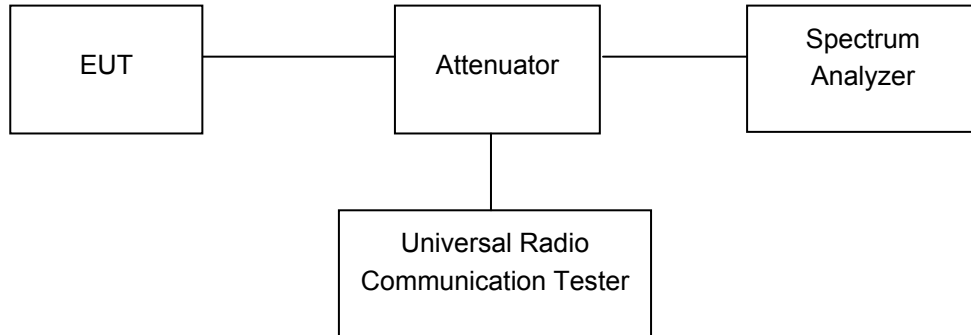 EUT
Attenuator
Spectrum
Analyzer
Universal Radio
Communication Tester